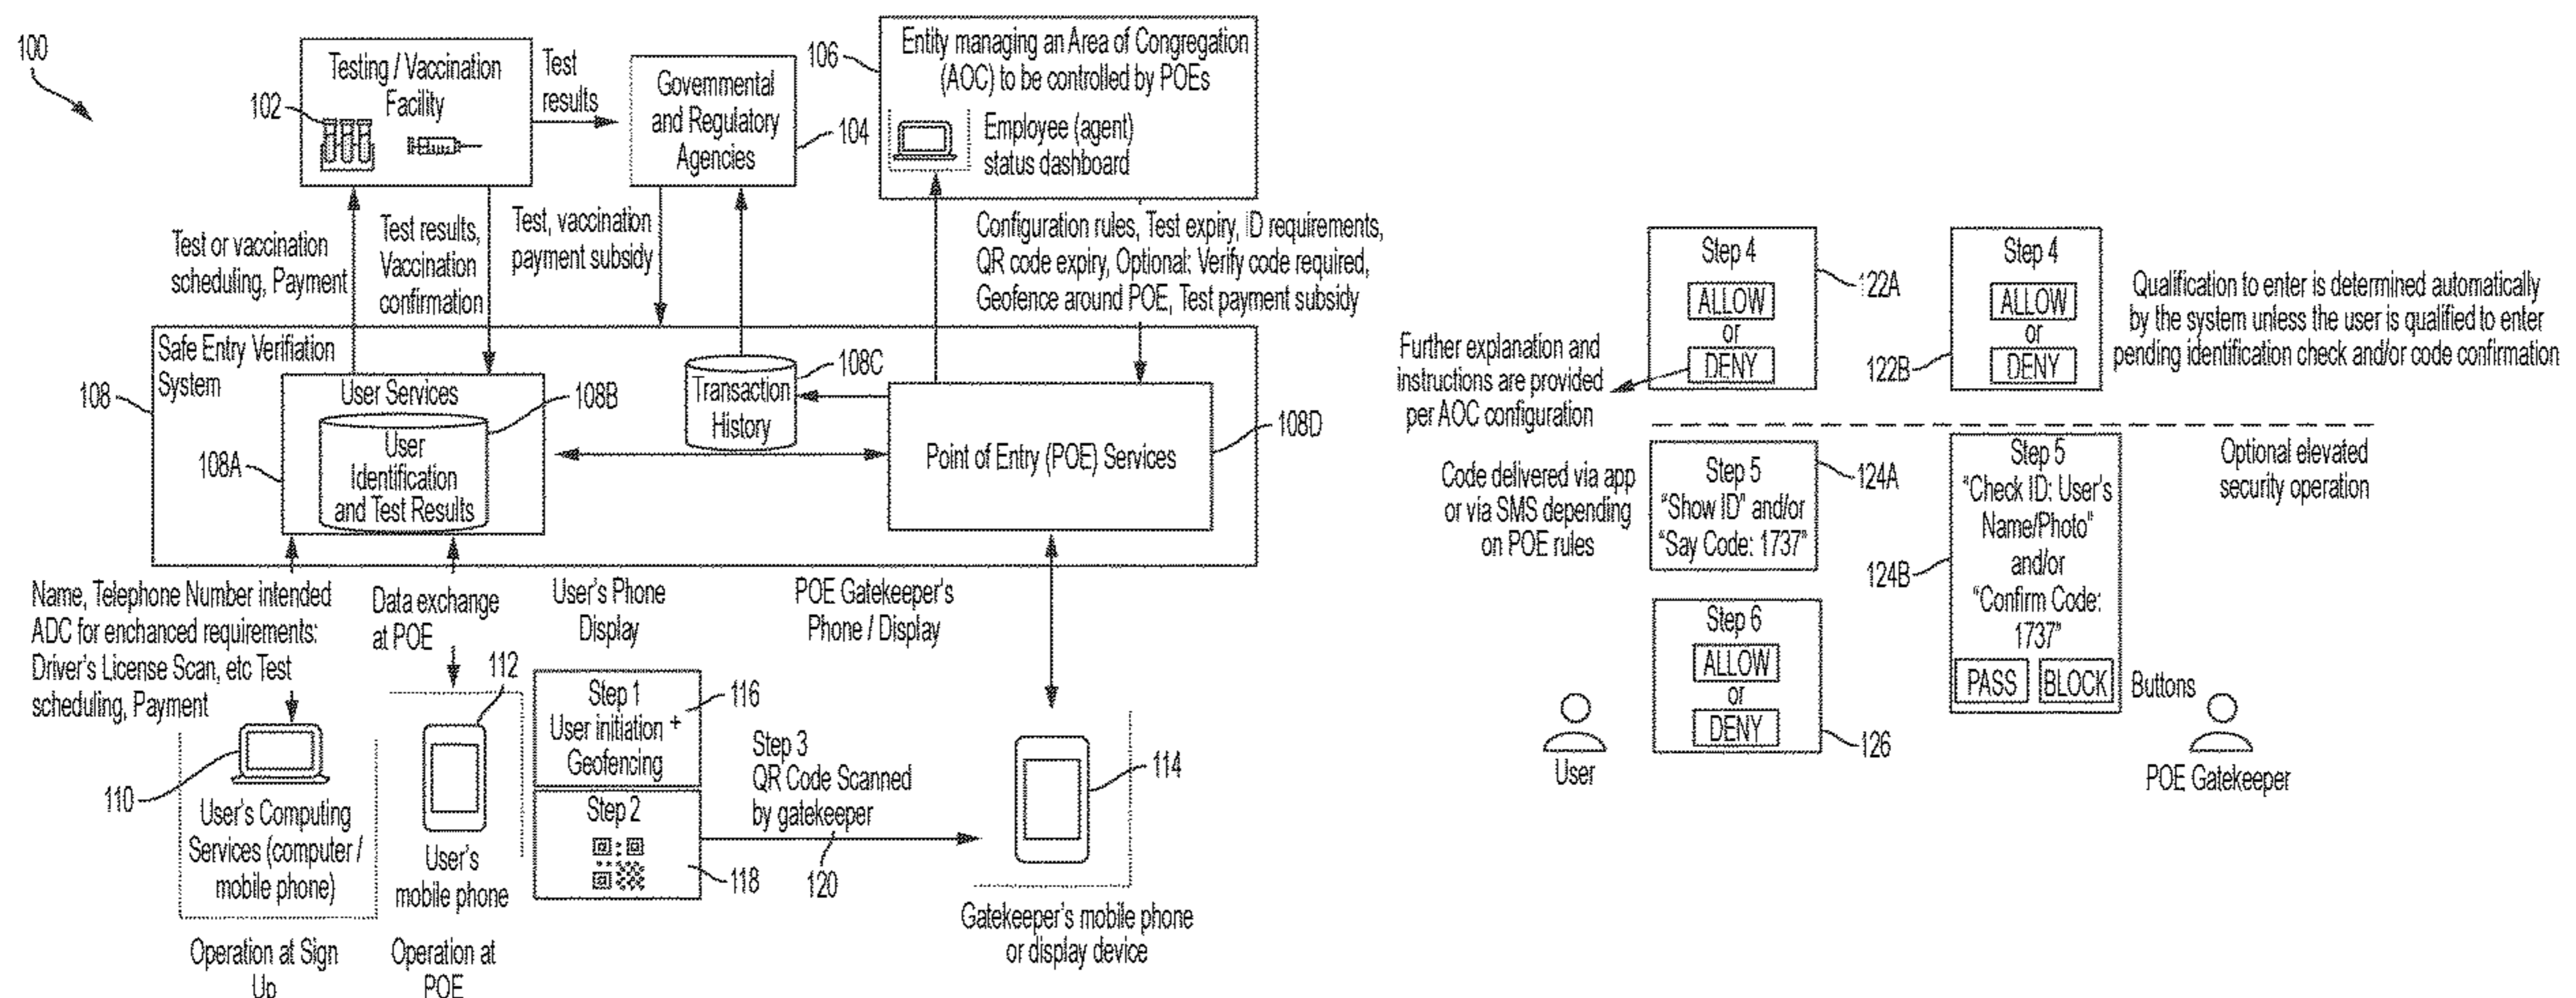 100
Testing / Vaccination
Facility
102
Test
results
Governmental
and Regulatory
Agencies
104
106
Entity managing an Area of Congregation
(AOC) to be controlled by POEs
Employee (agent)
status dashboard
Test or vaccination
scheduling, Payment
Test results,
Vaccination
confirmation
Test, vaccination
payment subsidy
Configuration rules, Test expiry, ID requirements,
QR code expiry, Optional: Verify code required,
Geofence around POE, Test payment subsidy
Safe Entry Verifiation
System
108
User Services
108A
108B
User
Identification
and Test Results
108C
Transaction
History
Point of Entry (POE) Services
108D
Name, Telephone Number intended
ADC for enchanced requirements:
Driver's License Scan, etc Test
scheduling, Payment
Data exchange
at POE
User's Phone
Display
POE Gatekeeper's
Phone / Display
110
User's Computing
Services (computer /
mobile phone)
Operation at Sign
Up
112
User's
mobile phone
Operation at
POE
Step 1
User initiation +
Geofencing
116
Step 2
118
Step 3
QR Code Scanned
by gatekeeper
120
114
Gatekeeper's mobile phone
or display device
Step 4
ALLOW
or
DENY
122A
Further explanation and
instructions are provided
per AOC configuration
Step 4
ALLOW
or
DENY
122B
Qualification to enter is determined automatically
by the system unless the user is qualified to enter
pending identification check and/or code confirmation
Code delivered via app
or via SMS depending
on POE rules
Step 5
"Show ID" and/or
"Say Code: 1737"
124A
Step 5
"Check ID: User's
Name/Photo"
and/or
"Confirm Code:
1737"
PASS BLOCK Buttons
124B
Optional elevated
security operation
Step 6
ALLOW
or
DENY
126
User
POE Gatekeeper